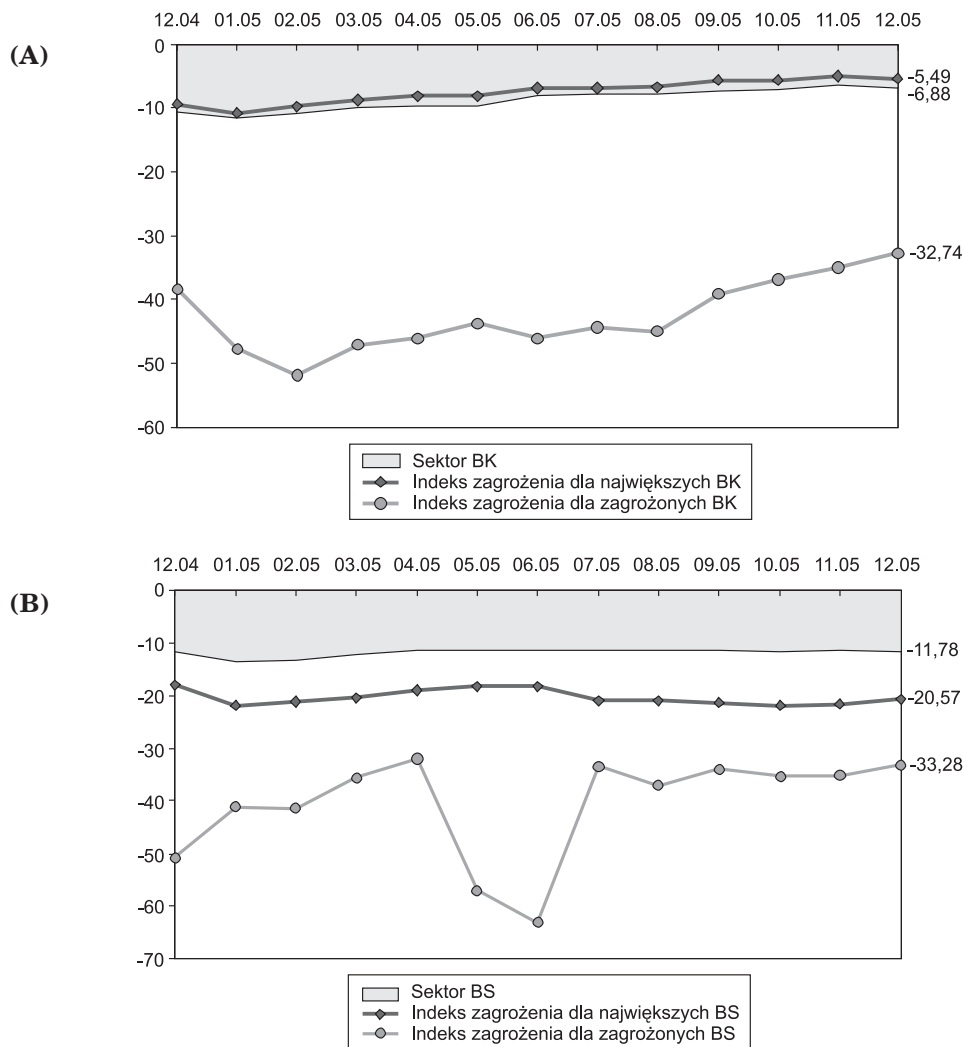 (A)
12.04 01.05 02.05 03.05 04.05 05.05 06.05 07.05 08.05 09.05 10.05 11.05 12.05
0
-10
-20
-30
-40
-50
-60
-5,49
-6,88
-32,74
Sektor BK
Indeks zagrożenia dla największych BK
Indeks zagrożenia dla zagrożonych BK
(B)
12.04 01.05 02.05 03.05 04.05 05.05 06.05 07.05 08.05 09.05 10.05 11.05 12.05
0
-10
-20
-30
-40
-50
-60
-70
-11,78
-20,57
-33,28
Sektor BS
Indeks zagrożenia dla największych BS
Indeks zagrożenia dla zagrożonych BS